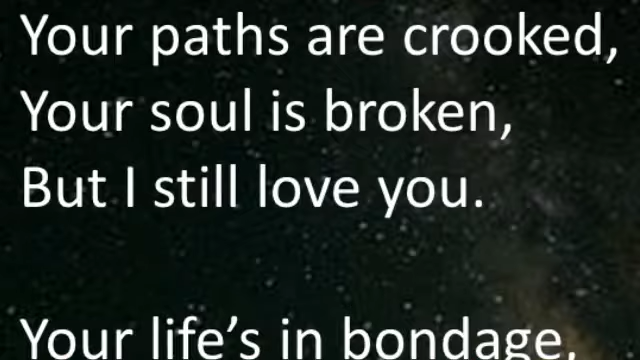 Your paths are crooked,
Your soul is broken,
But I still love you.
Your life’s in bondage,